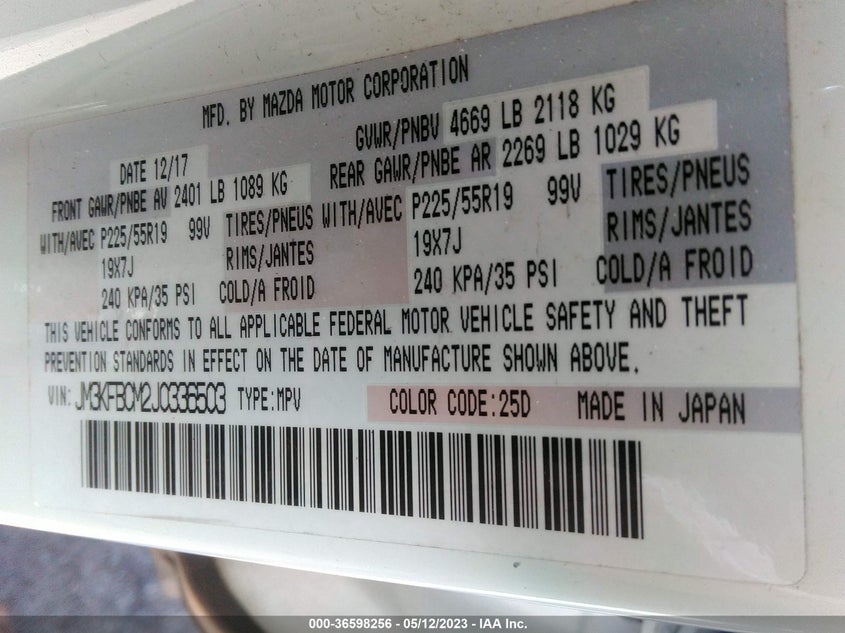 MFD. BY MAZDA MOTOR CORPORATION
DATE 12/17
GVWR/PNBV 4669 LB 2118 KG
FRONT GAWR/PNBE AV 2401 LB 1089 KG
WITH/AVEC P225/55R19 99V TIRES/PNEUS
19X7J RIMS/JANTES
240 KPA/35 PSI COLD/A FROID
REAR GAWR/PNBE AR 2269 LB 1029 KG
WITH/AVEC P225/55R19 99V TIRES/PNEUS
19X7J RIMS/JANTES
240 KPA/35 PSI COLD/A FROID
THIS VEHICLE CONFORMS TO ALL APPLICABLE FEDERAL MOTOR VEHICLE SAFETY AND THEFT
PREVENTION STANDARDS IN EFFECT ON THE DATE OF MANUFACTURE SHOWN ABOVE.
VIN: JM3KFBCM2J0336503 TYPE:MPV COLOR CODE:25D MADE IN JAPAN
000-36598256 - 05/12/2023 - IAA Inc.